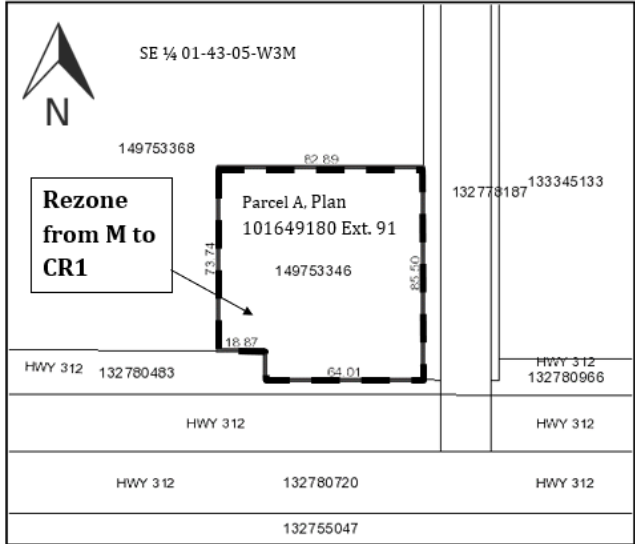 SE ¼ 01-43-05-W3M
N
149753368
82.89
Rezone
from M to
CR1
Parcel A, Plan
101649180 Ext. 91
149753346
73.74
85.50
132778187
133345133
18.87
64.01
HWY 312
132780483
HWY 312
132780966
HWY 312
HWY 312
HWY 312
132780720
HWY 312
132755047